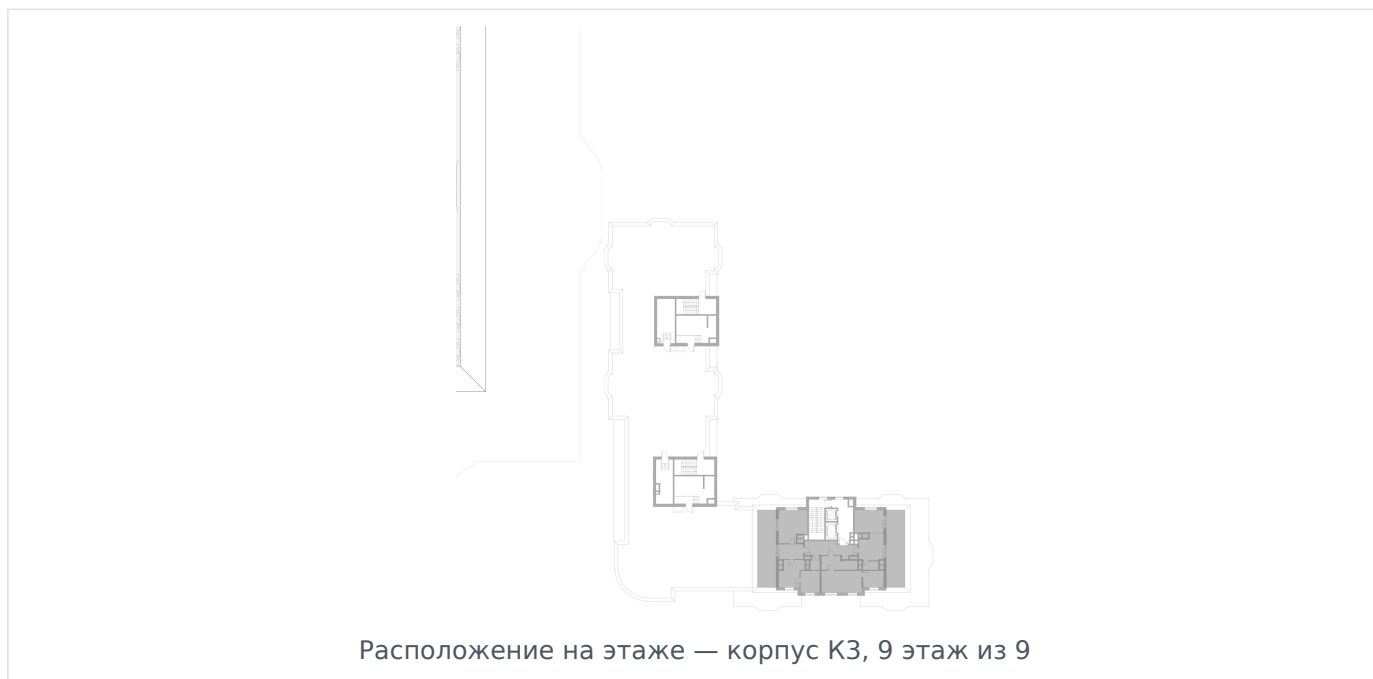 Расположение на этаже — корпус К3, 9 этаж из 9